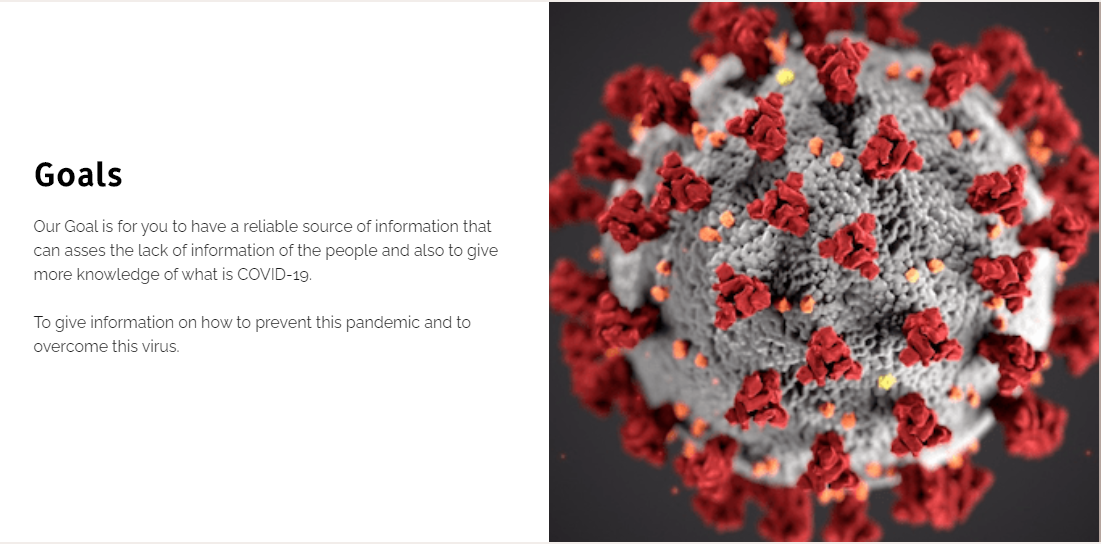 Goals
Our Goal is for you to have a reliable source of information that
can asses the lack of information of the people and also to give
more knowledge of what is COVID-19.
To give information on how to prevent this pandemic and to
overcome this virus.